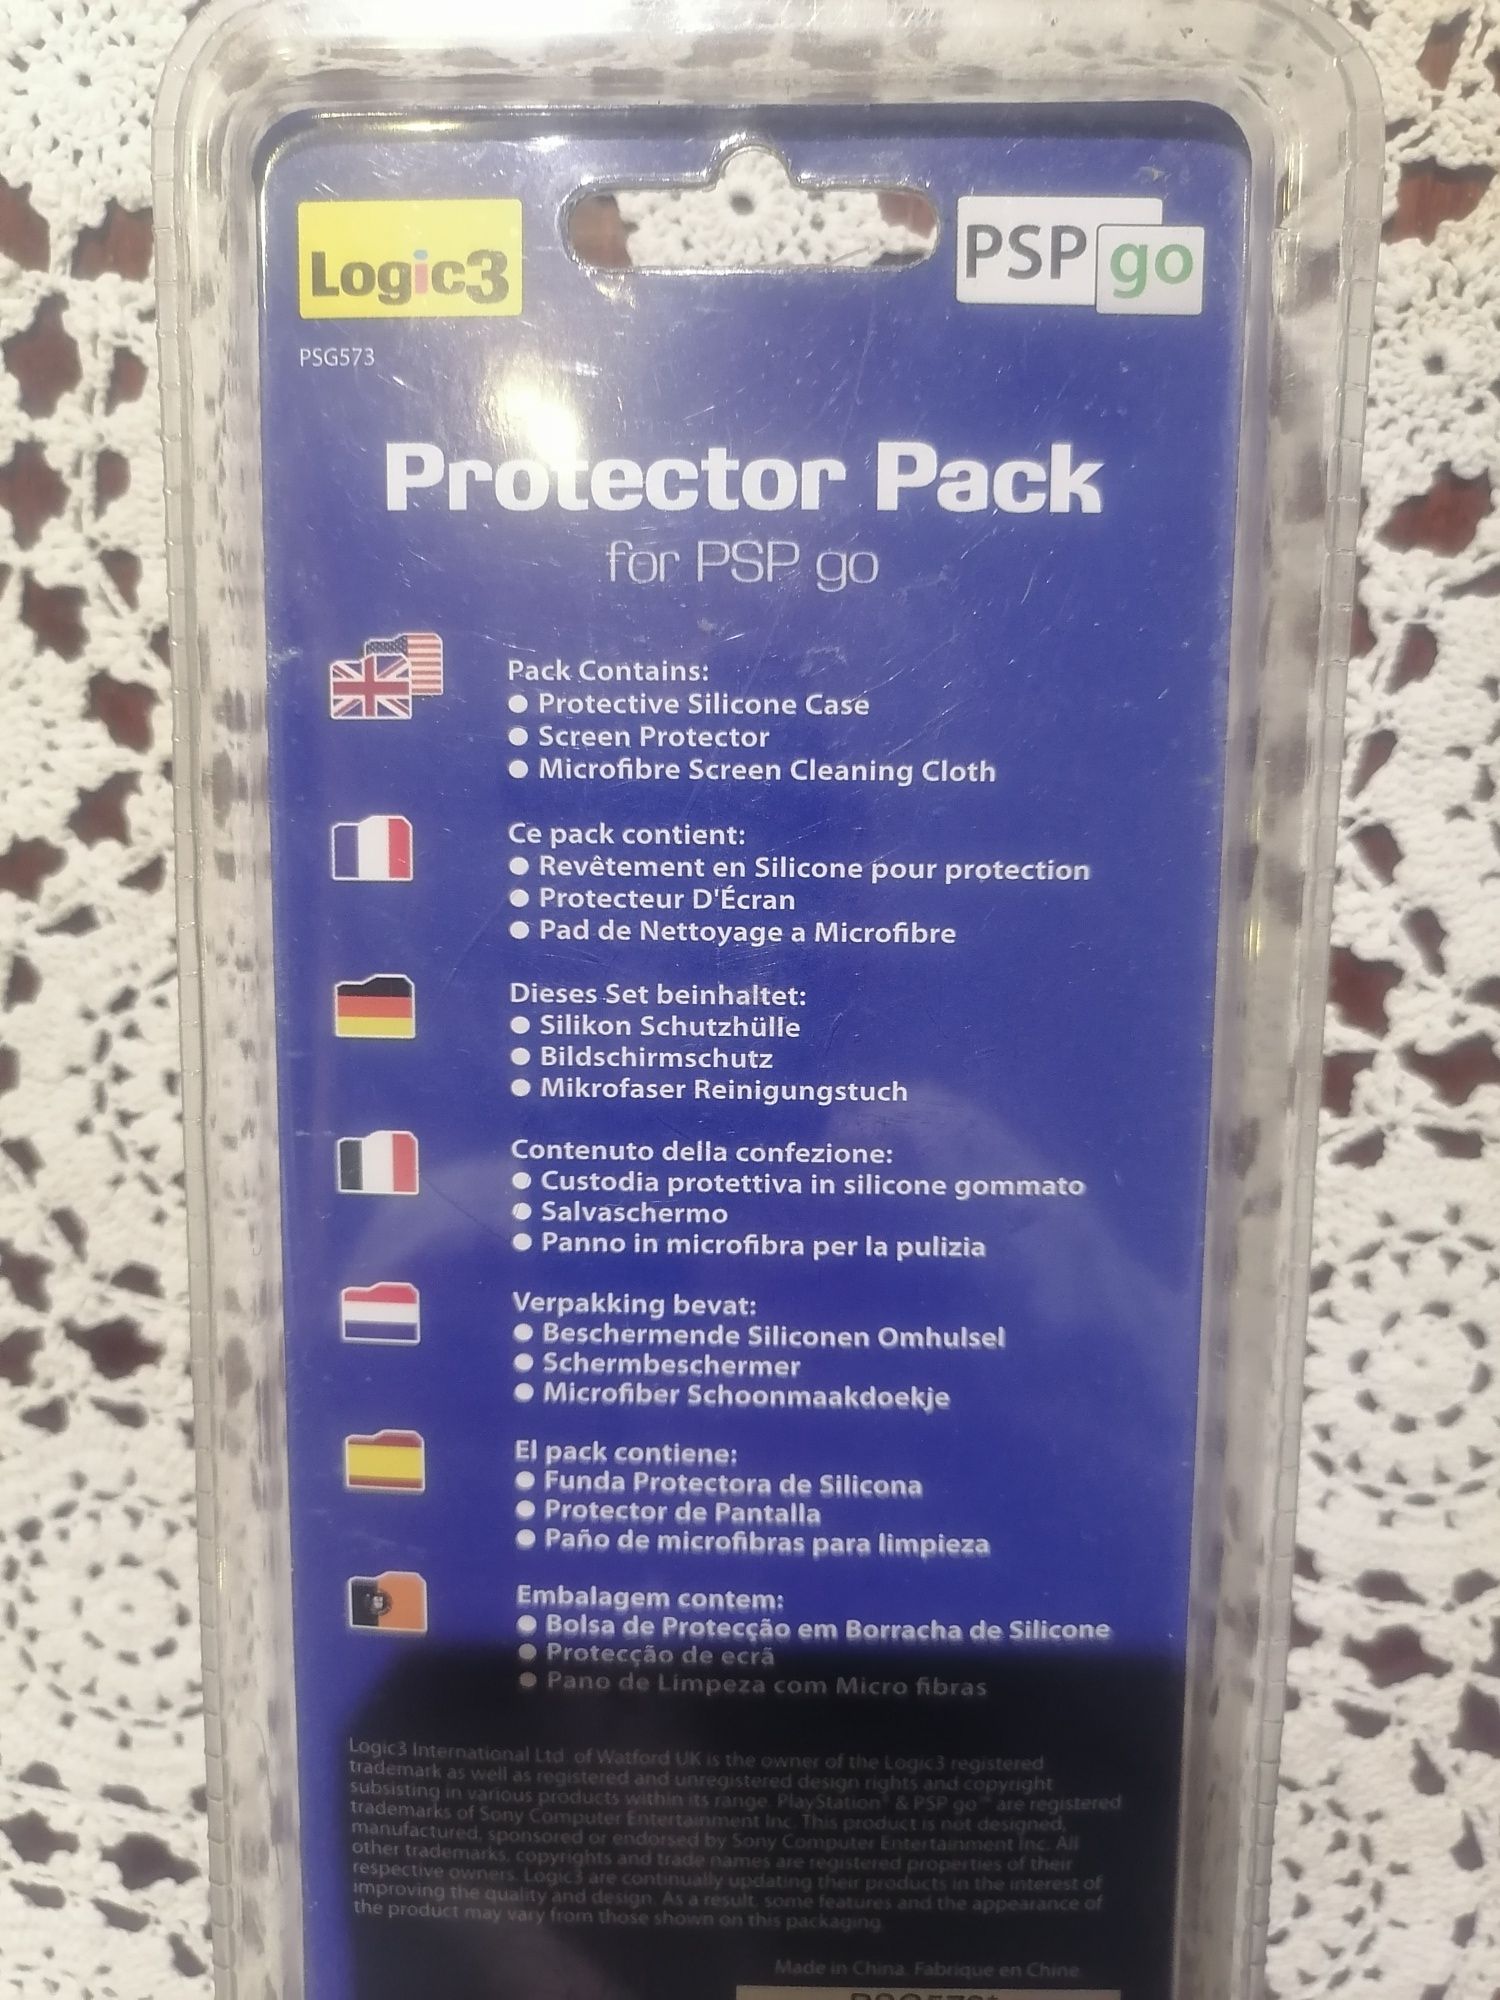 Logic3
PSP go
PSG573
Protector Pack
for PSP go
Pack Contains:
● Protective Silicone Case
● Screen Protector
● Microfibre Screen Cleaning Cloth
Ce pack contient:
● Revêtement en Silicone pour protection
● Protecteur D'Écran
● Pad de Nettoyage a Microfibre
Dieses Set beinhaltet:
● Silikon Schutzhülle
● Bildschirmschutz
● Mikrofaser Reinigungstuch
Contenuto della confezione:
● Custodia protettiva in silicone gommato
● Salvaschermo
● Panno in microfibra per la pulizia
Verpakking bevat:
● Beschermende Siliconen Omhulsel
● Schermbeschermer
● Microfiber Schoonmaakdoekje
El pack contiene:
● Funda Protectora de Silicona
● Protector de Pantalla
● Paño de microfibras para limpieza
Embalagem contem:
● Bolsa de Protecção em Borracha de Silicone
● Protecção de ecrã
● Pano de Limpeza com Micro fibras
Logic3 International Ltd of Watford UK is the owner of the Logic3 registered
trademark as well as registered and unregistered design rights and copyright
subsisting in various products within its range. PlayStation® & PSP go™ are registered
trademarks of Sony Computer Entertainment Inc. This product is not designed,
manufactured, sponsored or endorsed by Sony Computer Entertainment Inc. All
other trademarks, copyrights and trade names are registered properties of their
respective owners. Logic3 are continually updating their products in the interest of
improving the quality and design. As a result, some features and the appearance of
the product may vary from those shown on this packaging.
Made in China. Fabrique en Chine.